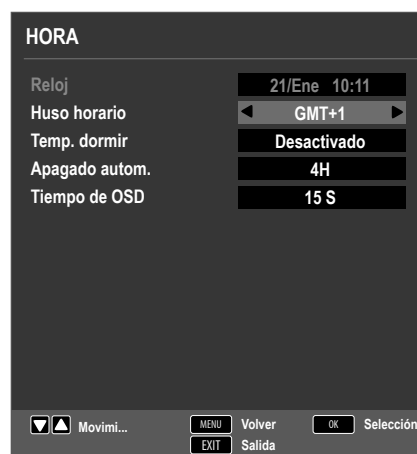 HORA
Reloj 21/Ene 10:11
Huso horario GMT+1
Temp. dormir Desactivado
Apagado autom. 4H
Tiempo de OSD 15 S
Movimi... MENU Volver OK Selección
EXIT Salida